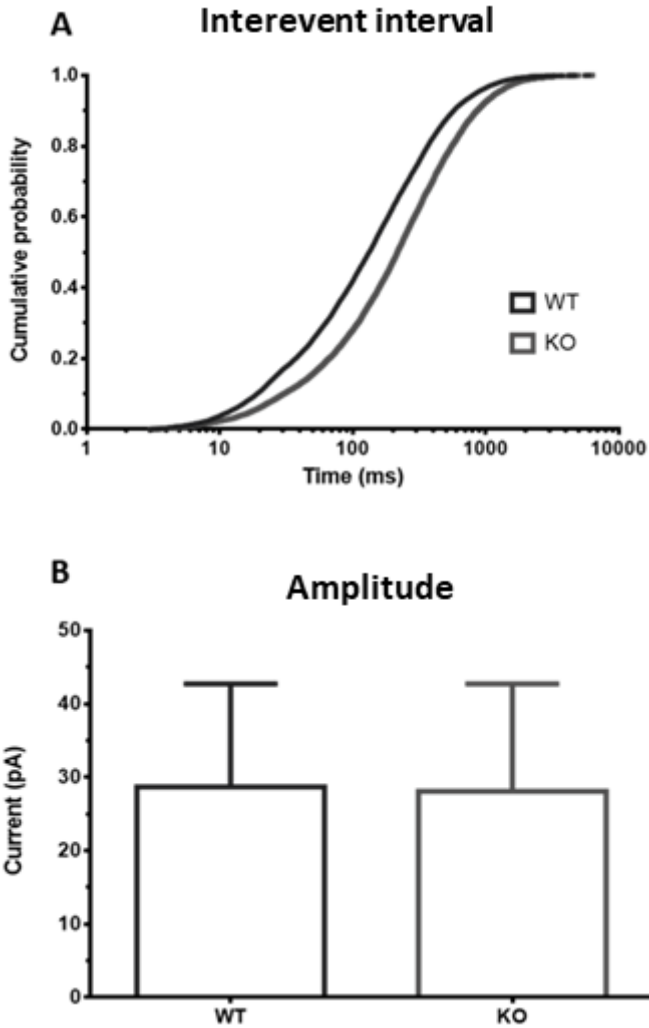 A
Interevent interval
Cumulative probability
1.0
0.8
0.6
0.4
0.2
0.0
WT
KO
1 10 100 1000 10000
Time (ms)
B
Amplitude
Current (pA)
50
40
30
20
10
0
WT KO